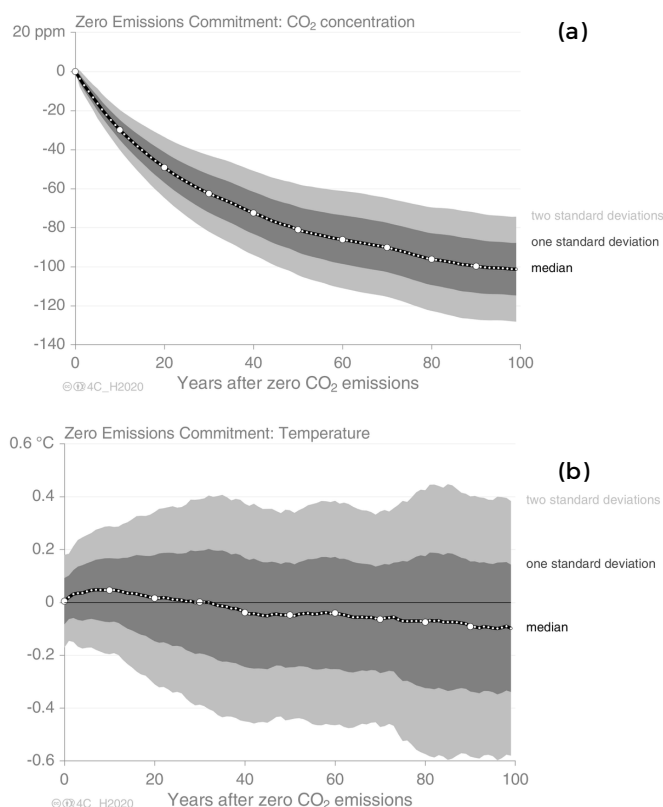 Zero Emissions Commitment: CO₂ concentration
(a)
20 ppm
0
-20
-40
-60
-80
-100
-120
-140
two standard deviations
one standard deviation
median
0 20 40 60 80 100
Years after zero CO₂ emissions
4C_H2020
Zero Emissions Commitment: Temperature
(b)
0.6 °C
0.4
0.2
0
-0.2
-0.4
-0.6
two standard deviations
one standard deviation
median
0 20 40 60 80 100
Years after zero CO₂ emissions
4C_H2020